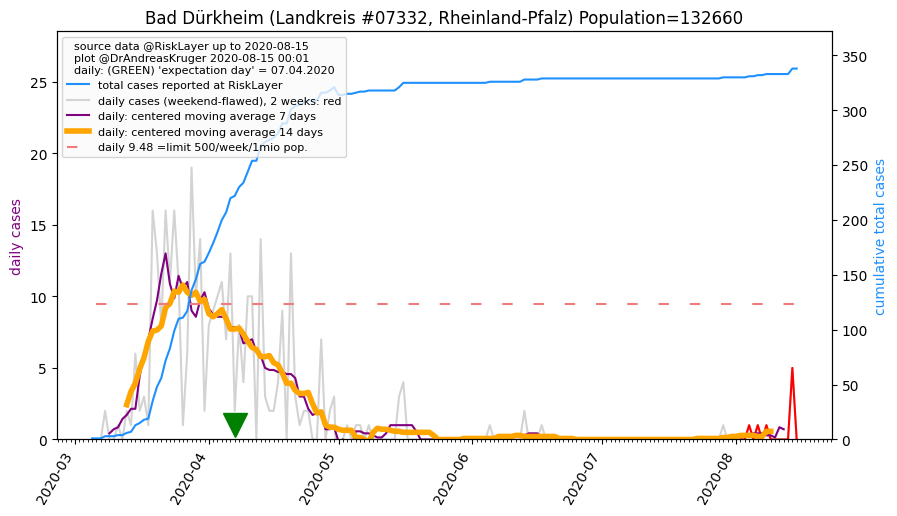 Bad Dürkheim (Landkreis #07332, Rheinland-Pfalz) Population=132660
source data @RiskLayer up to 2020-08-15
plot @DrAndreasKruger 2020-08-15 00:01
daily: (GREEN) 'expectation day' = 07.04.2020
total cases reported at RiskLayer
daily cases (weekend-flawed), 2 weeks: red
daily: centered moving average 7 days
daily: centered moving average 14 days
daily 9.48 =limit 500/week/1mio pop.
daily cases
25
20
15
10
5
0
350
300
250
200
150
100
50
0
cumulative total cases
2020-03
2020-04
2020-05
2020-06
2020-07
2020-08